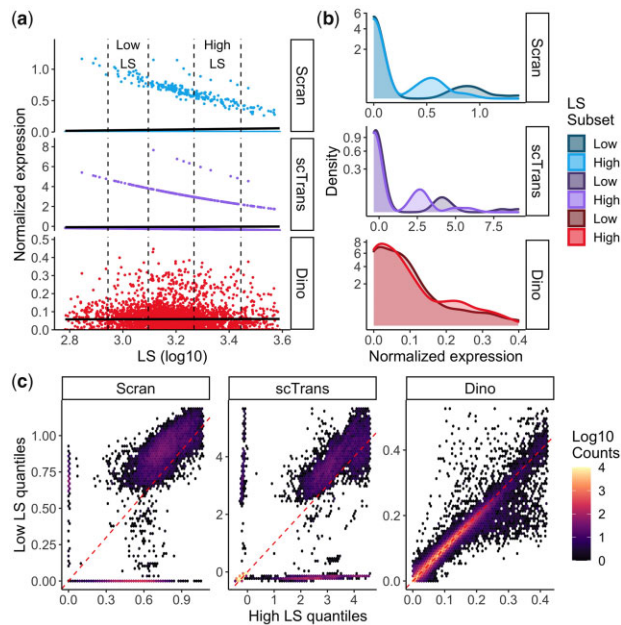 (a)
Low LS
High LS
Normalized expression
1.0
0.5
0.0
Scran
8
6
4
2
0
scTrans
0.5
0.4
0.3
0.2
0.1
0.0
Dino
2.8
3.0
3.2
3.4
3.6
LS (log10)
(b)
Density
6
4
2
0.0
0.5
1.0
Scran
0.9
0.6
0.3
0.0
2.5
5.0
7.5
scTrans
8
6
4
2
0.0
0.1
0.2
0.3
0.4
Dino
Normalized expression
LS
Subset
Low
High
Low
High
Low
High
(c)
Scran
scTrans
Dino
Low LS quantiles
1.00
0.75
0.50
0.25
0.00
0.0
0.3
0.6
0.9
4
2
0
0
1
2
3
4
0.4
0.2
0.0
0.0
0.1
0.2
0.3
0.4
High LS quantiles
Log10
Counts
4
3
2
1
0